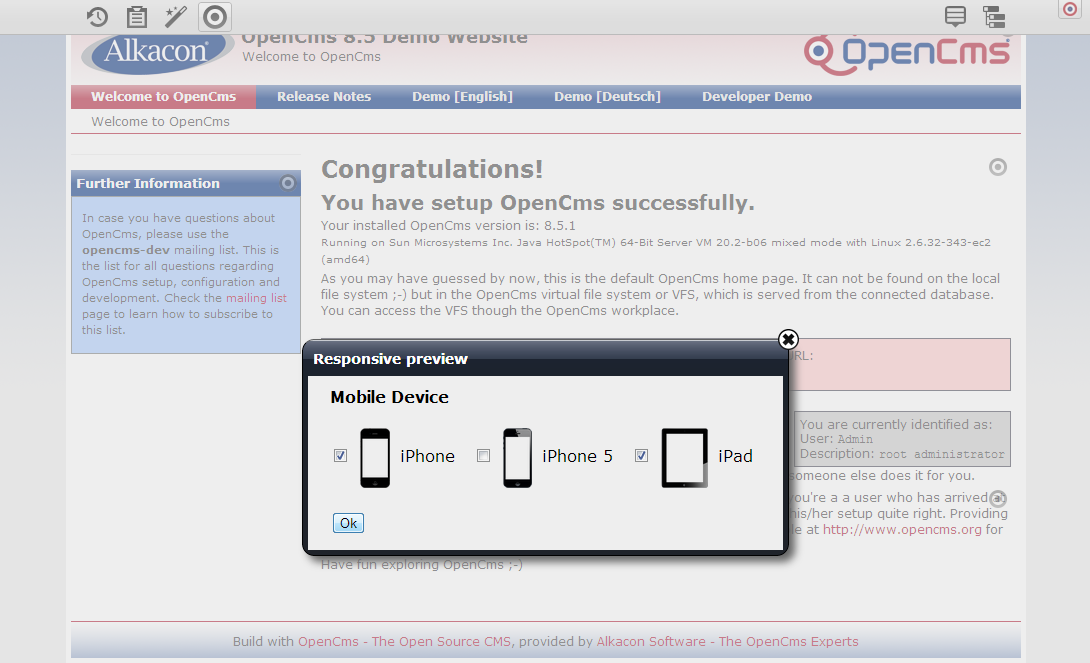 OpenCms 8.5 Demo Website
Alkacon
Welcome to OpenCms
OpenCms
Welcome to OpenCms Release Notes Demo [English] Demo [Deutsch] Developer Demo
Welcome to OpenCms
Further Information
In case you have questions about
OpenCms, please use the
opencms-dev mailing list. This is
the list for all questions regarding
OpenCms setup, configuration and
development. Check the mailing list
page to learn how to subscribe to
this list.
Congratulations!
You have setup OpenCms successfully.
Your installed OpenCms version is: 8.5.1
Running on Sun Microsystems Inc. Java HotSpot(TM) 64-Bit Server VM 20.2-b06 mixed mode with Linux 2.6.32-343-ec2
(amd64)
As you may have guessed by now, this is the default OpenCms home page. It can not be found on the local
file system ;-) but in the OpenCms virtual file system or VFS, which is served from the connected database.
You can access the VFS though the OpenCms workplace.
URL:
Responsive preview
Mobile Device
iPhone iPhone 5 iPad
Ok
You are currently identified as:
User: Admin
Description: root administrator
someone else does it for you.
you're a a user who has arrived at
his/her setup quite right. Providing
le at http://www.opencms.org for
Have fun exploring OpenCms ;-)
Build with OpenCms - The Open Source CMS, provided by Alkacon Software - The OpenCms Experts